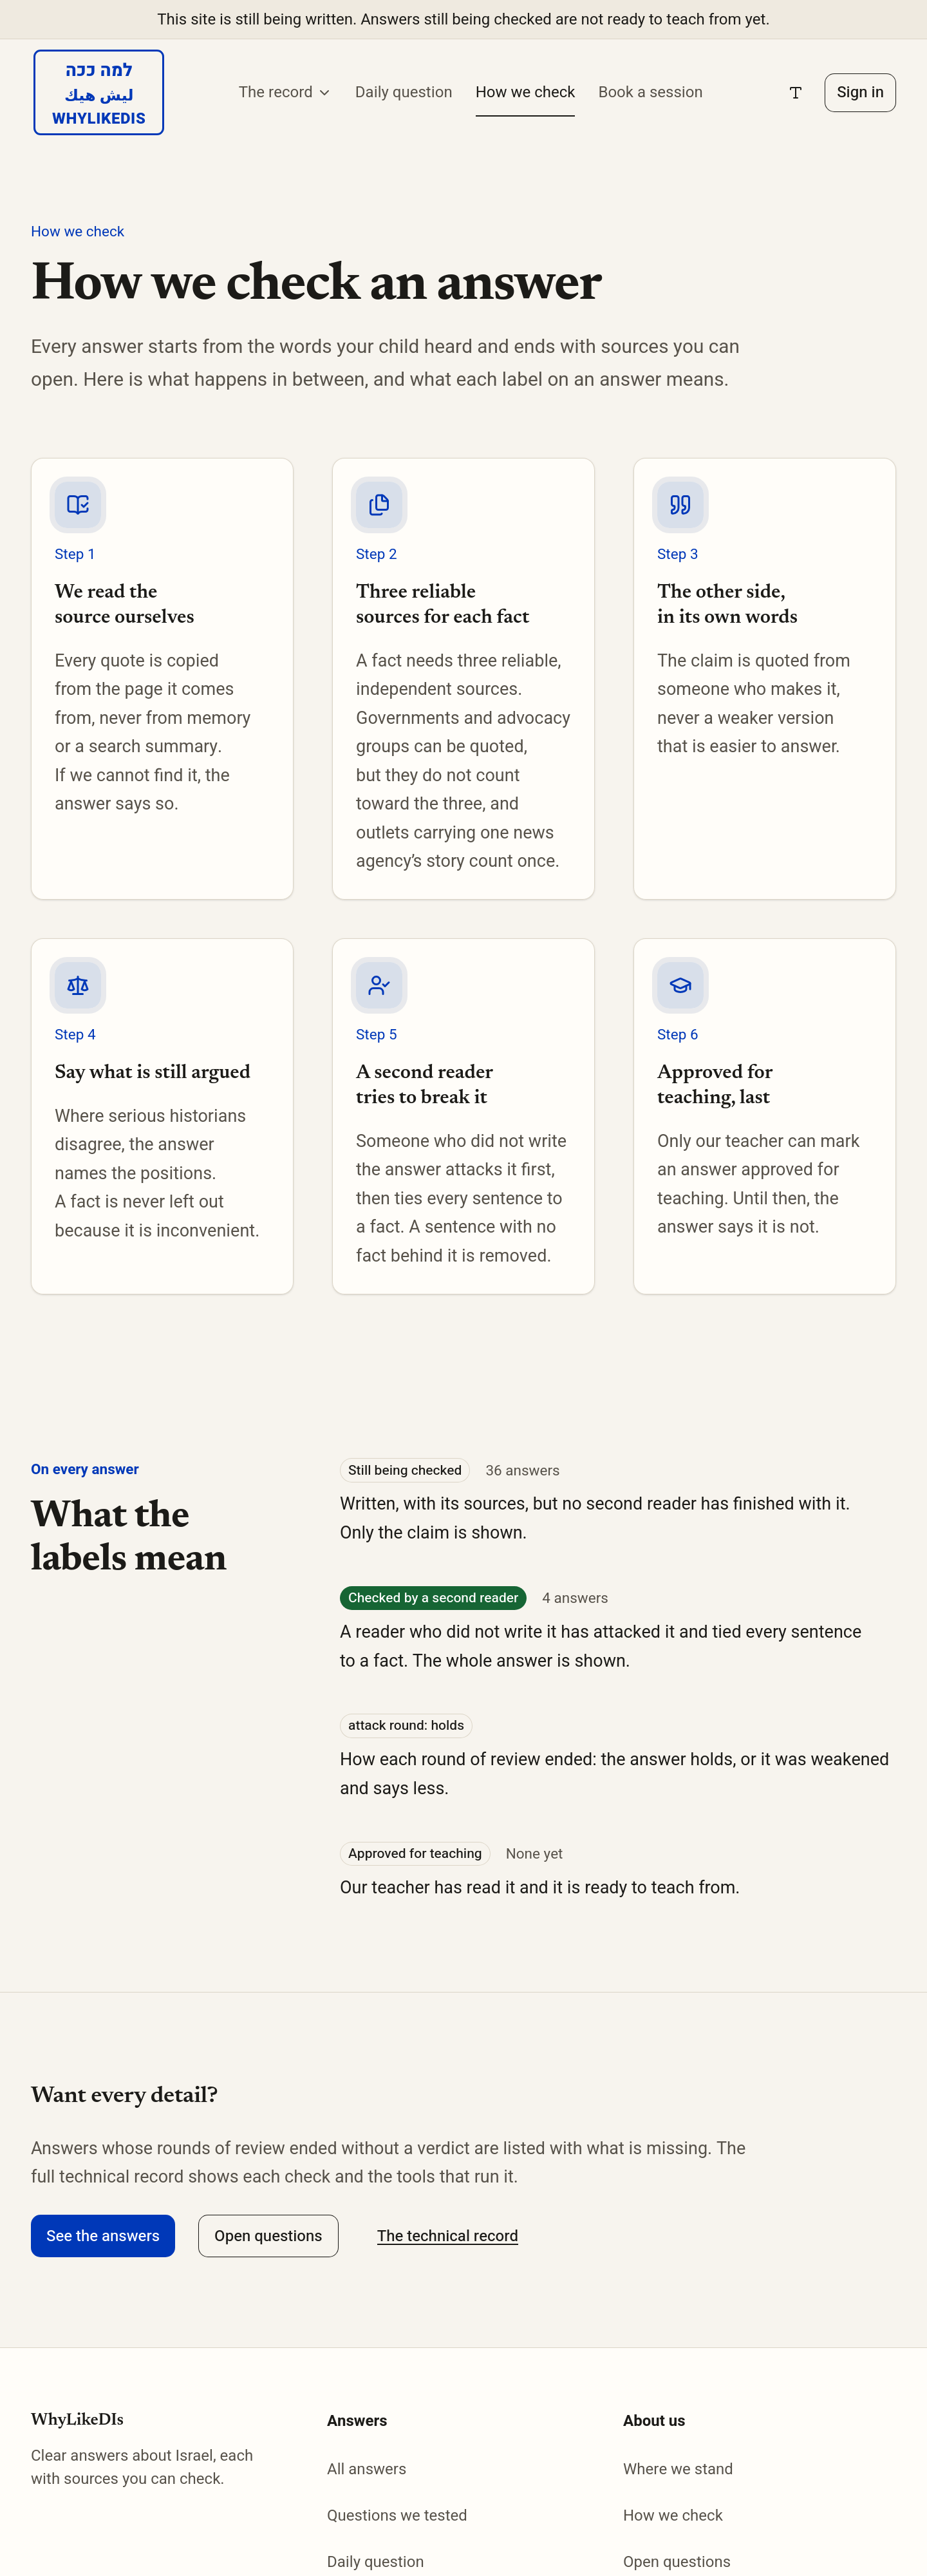 This site is still being written. Answers still being checked are not ready to teach from yet.
למה ככה
ليش هيك
WHYLIKEDIS
The record
Daily question
How we check
Book a session
Sign in
How we check
How we check an answer
Every answer starts from the words your child heard and ends with sources you can
open. Here is what happens in between, and what each label on an answer means.
Step 1
We read the
source ourselves
Every quote is copied
from the page it comes
from, never from memory
or a search summary.
If we cannot find it, the
answer says so.
Step 2
Three reliable
sources for each fact
A fact needs three reliable,
independent sources.
Governments and advocacy
groups can be quoted,
but they do not count
toward the three, and
outlets carrying one news
agency’s story count once.
Step 3
The other side,
in its own words
The claim is quoted from
someone who makes it,
never a weaker version
that is easier to answer.
Step 4
Say what is still argued
Where serious historians
disagree, the answer
names the positions.
A fact is never left out
because it is inconvenient.
Step 5
A second reader
tries to break it
Someone who did not write
the answer attacks it first,
then ties every sentence to
a fact. A sentence with no
fact behind it is removed.
Step 6
Approved for
teaching, last
Only our teacher can mark
an answer approved for
teaching. Until then, the
answer says it is not.
On every answer
What the
labels mean
Still being checked
36 answers
Written, with its sources, but no second reader has finished with it.
Only the claim is shown.
Checked by a second reader
4 answers
A reader who did not write it has attacked it and tied every sentence
to a fact. The whole answer is shown.
attack round: holds
How each round of review ended: the answer holds, or it was weakened
and says less.
Approved for teaching
None yet
Our teacher has read it and it is ready to teach from.
Want every detail?
Answers whose rounds of review ended without a verdict are listed with what is missing. The
full technical record shows each check and the tools that run it.
See the answers
Open questions
The technical record
WhyLikeDIs
Clear answers about Israel, each
with sources you can check.
Answers
All answers
Questions we tested
Daily question
About us
Where we stand
How we check
Open questions